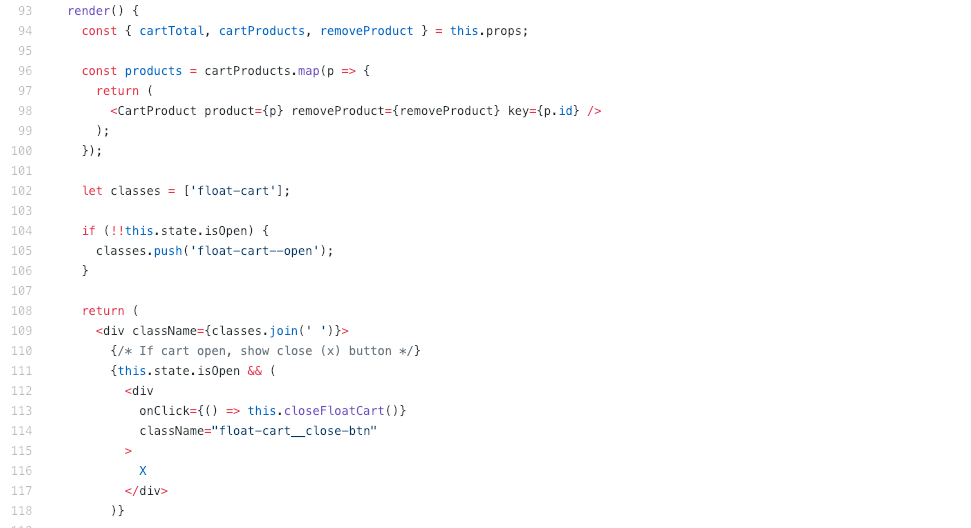 93 render() {
94 const { cartTotal, cartProducts, removeProduct } = this.props;
95
96 const products = cartProducts.map(p => {
97 return (
98 <CartProduct product={p} removeProduct={removeProduct} key={p.id} />
99 );
100 });
101
102 let classes = ['float-cart'];
103
104 if (!!this.state.isOpen) {
105 classes.push('float-cart--open');
106 }
107
108 return (
109 <div className={classes.join(' ')}>
110 {/* If cart open, show close (x) button */}
111 {this.state.isOpen && (
112 <div
113 onClick={() => this.closeFloatCart()}
114 className="float-cart__close-btn"
115 >
116 X
117 </div>
118 )}